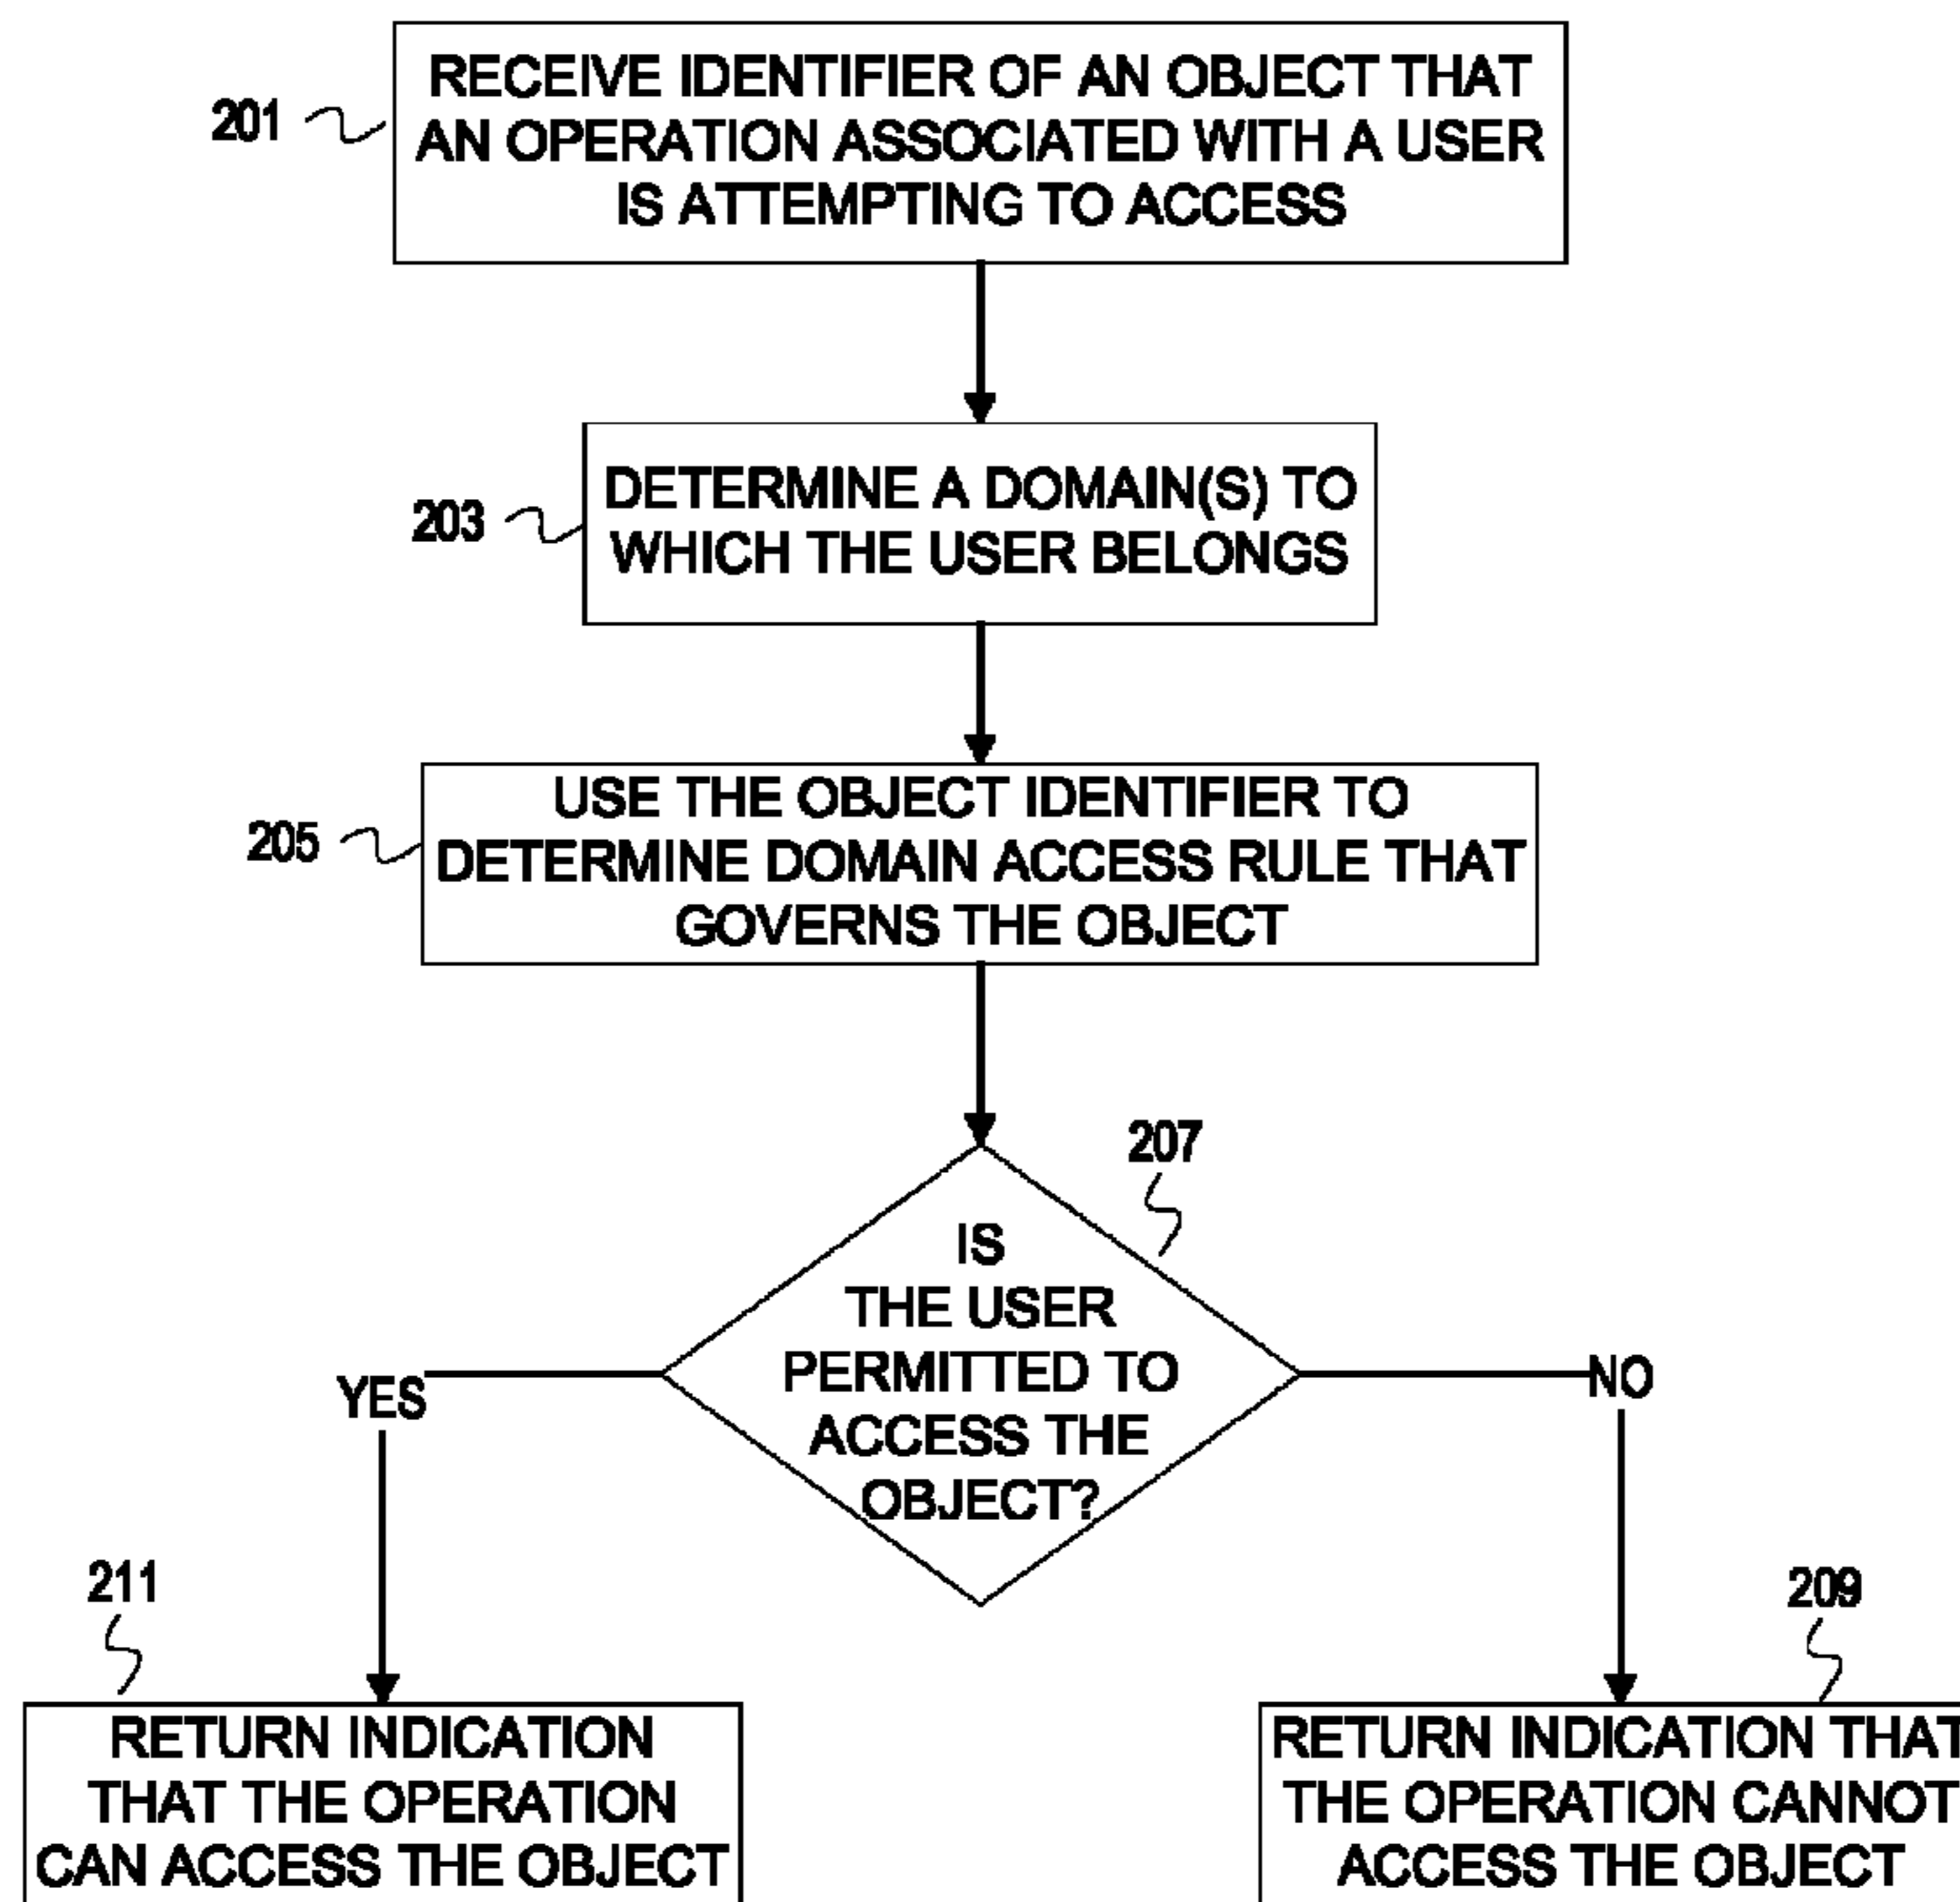 201
RECEIVE IDENTIFIER OF AN OBJECT THAT
AN OPERATION ASSOCIATED WITH A USER
IS ATTEMPTING TO ACCESS
203
DETERMINE A DOMAIN(S) TO
WHICH THE USER BELONGS
205
USE THE OBJECT IDENTIFIER TO
DETERMINE DOMAIN ACCESS RULE THAT
GOVERNS THE OBJECT
207
IS
THE USER
PERMITTED TO
ACCESS THE
OBJECT?
YES
NO
211
RETURN INDICATION
THAT THE OPERATION
CAN ACCESS THE OBJECT
209
RETURN INDICATION THAT
THE OPERATION CANNOT
ACCESS THE OBJECT